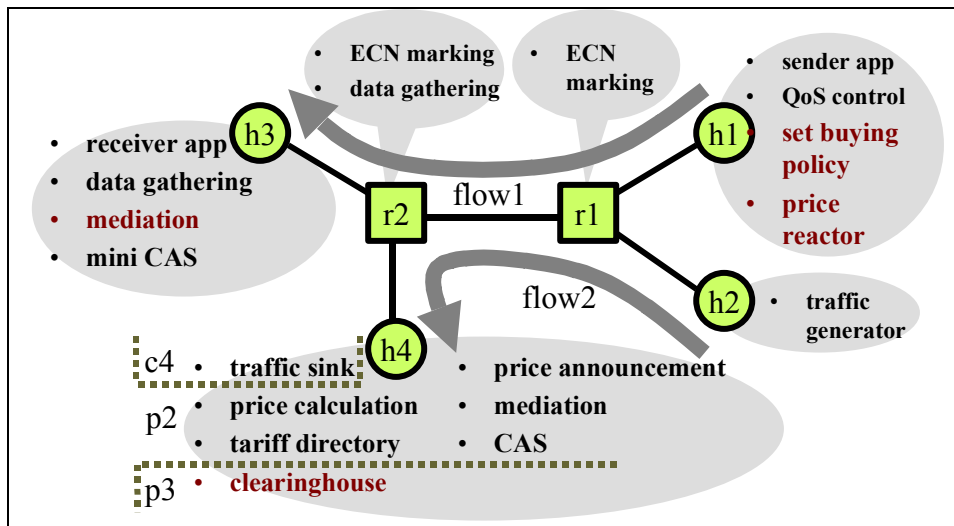 • ECN marking
• data gathering
• ECN
marking
• sender app
• QoS control
• set buying
policy
• price
reactor
h3
h1
• receiver app
• data gathering
• mediation
• mini CAS
r2
flow1
r1
flow2
h2
• traffic
generator
h4
c4
• traffic sink
p2
• price calculation
• tariff directory
• price announcement
• mediation
• CAS
p3
• clearinghouse